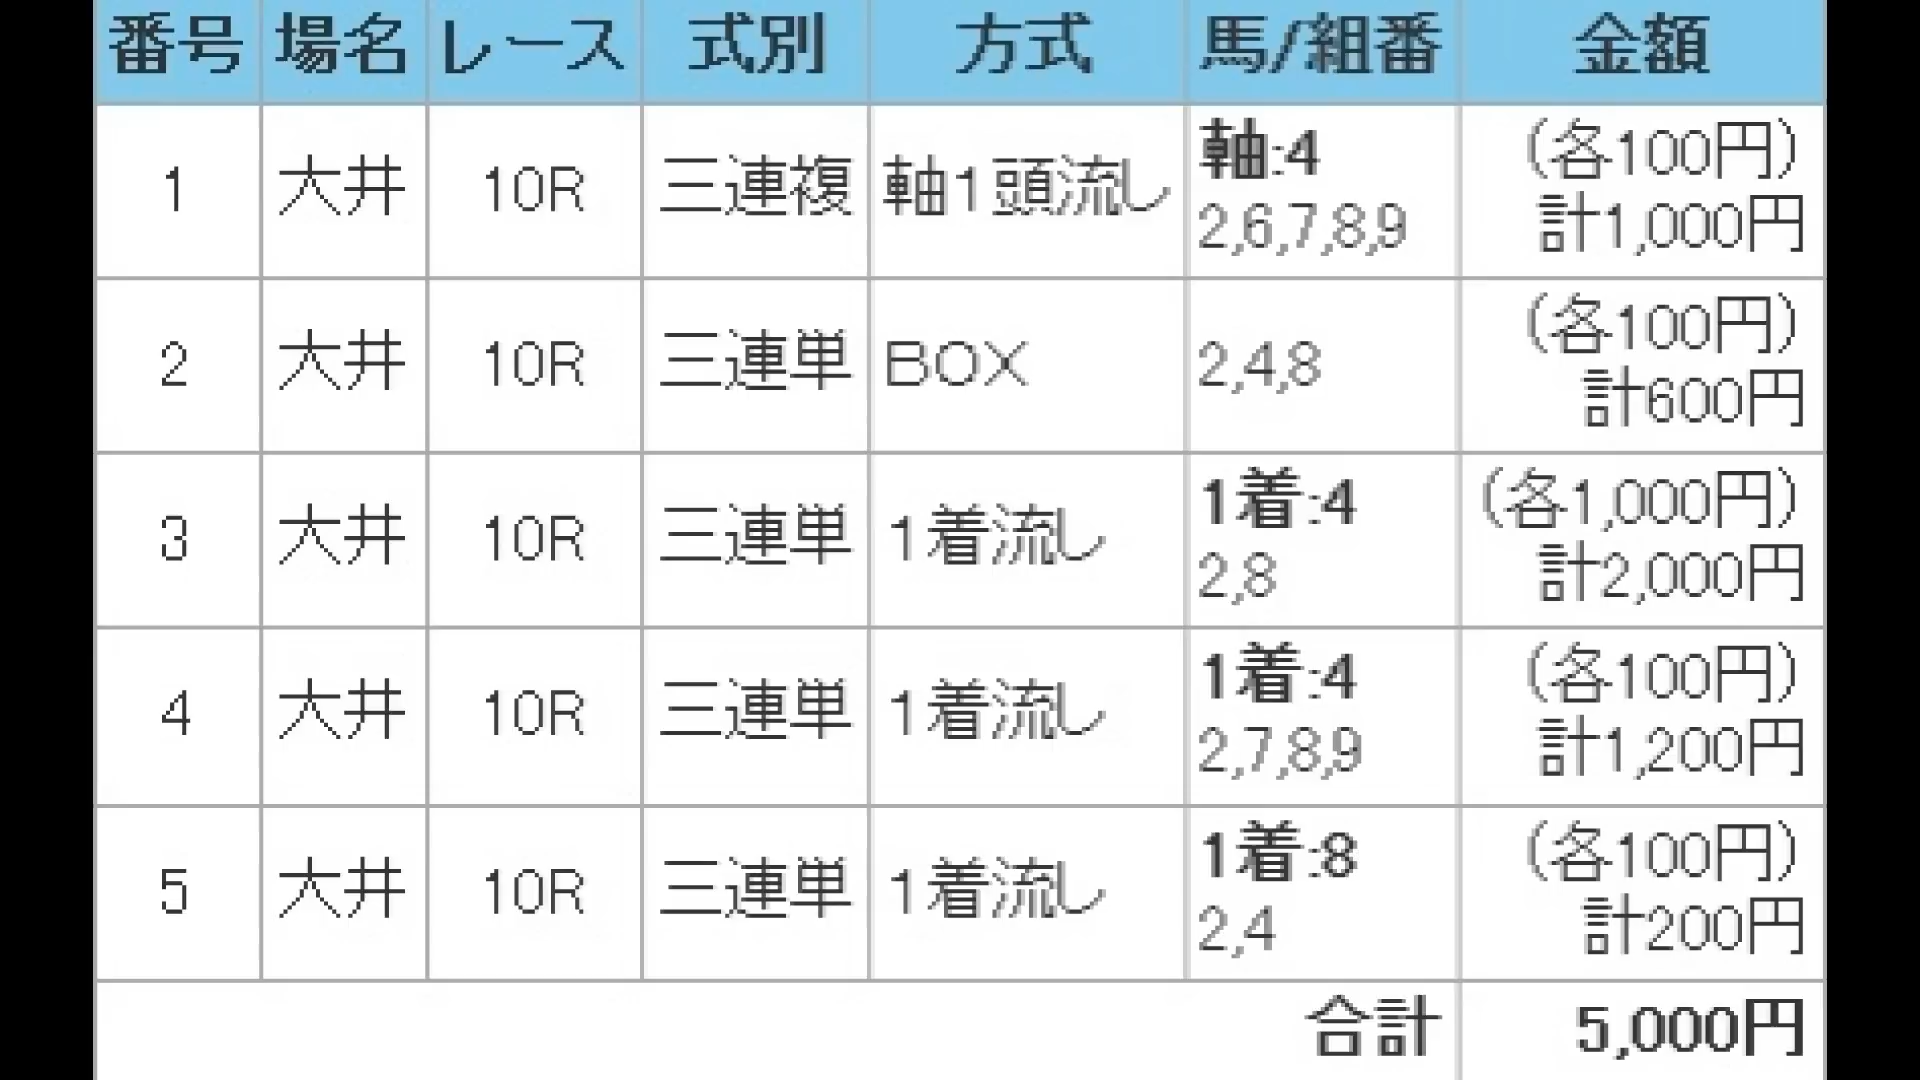 番号 場名 レース 式別 方式 馬/組番 金額
1 大井 10R 三連複 軸1頭流し 軸:4 (各100円)
2,6,7,8,9 計1,000円
2 大井 10R 三連単 BOX 2,4,8 (各100円)
計600円
3 大井 10R 三連単 1着流し 1着:4 (各1,000円)
2,8 計2,000円
4 大井 10R 三連単 1着流し 1着:4 (各100円)
2,7,8,9 計1,200円
5 大井 10R 三連単 1着流し 1着:8 (各100円)
2,4 計200円
合計 5,000円